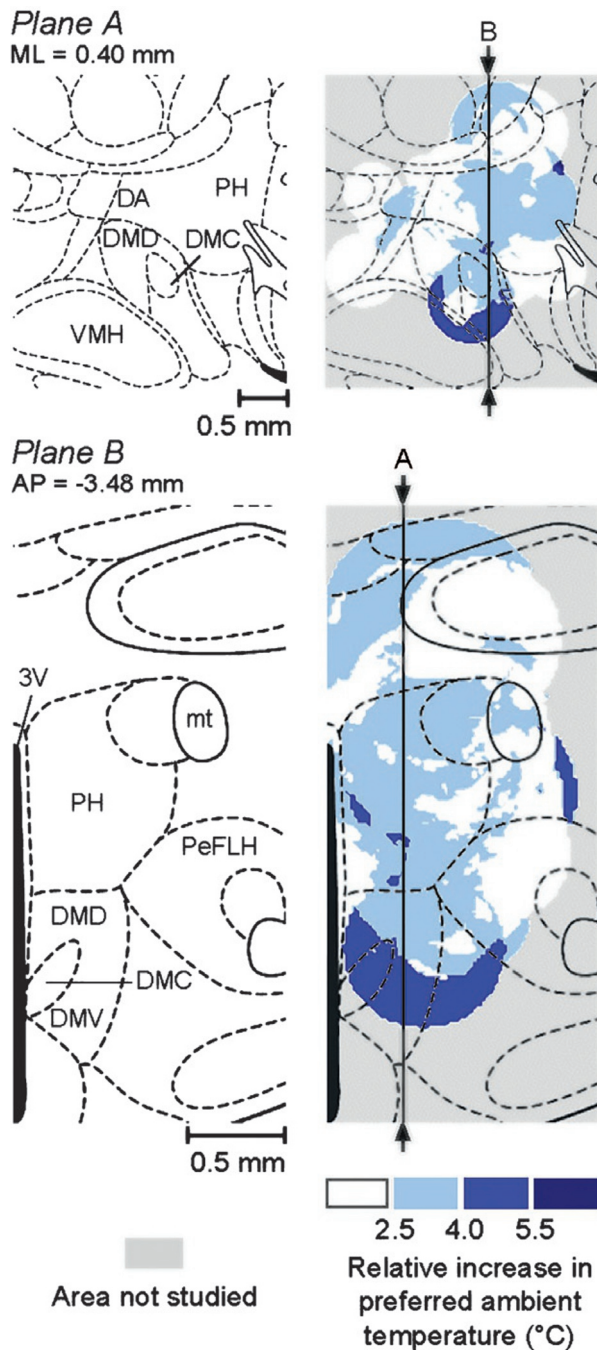 Plane A
ML = 0.40 mm
B
PH
DA
DMD
DMC
VMH
0.5 mm
Plane B
AP = -3.48 mm
A
3V
mt
PH
PeFLH
DMD
DMC
DMV
0.5 mm
2.5 4.0 5.5
Area not studied
Relative increase in
preferred ambient
temperature (°C)